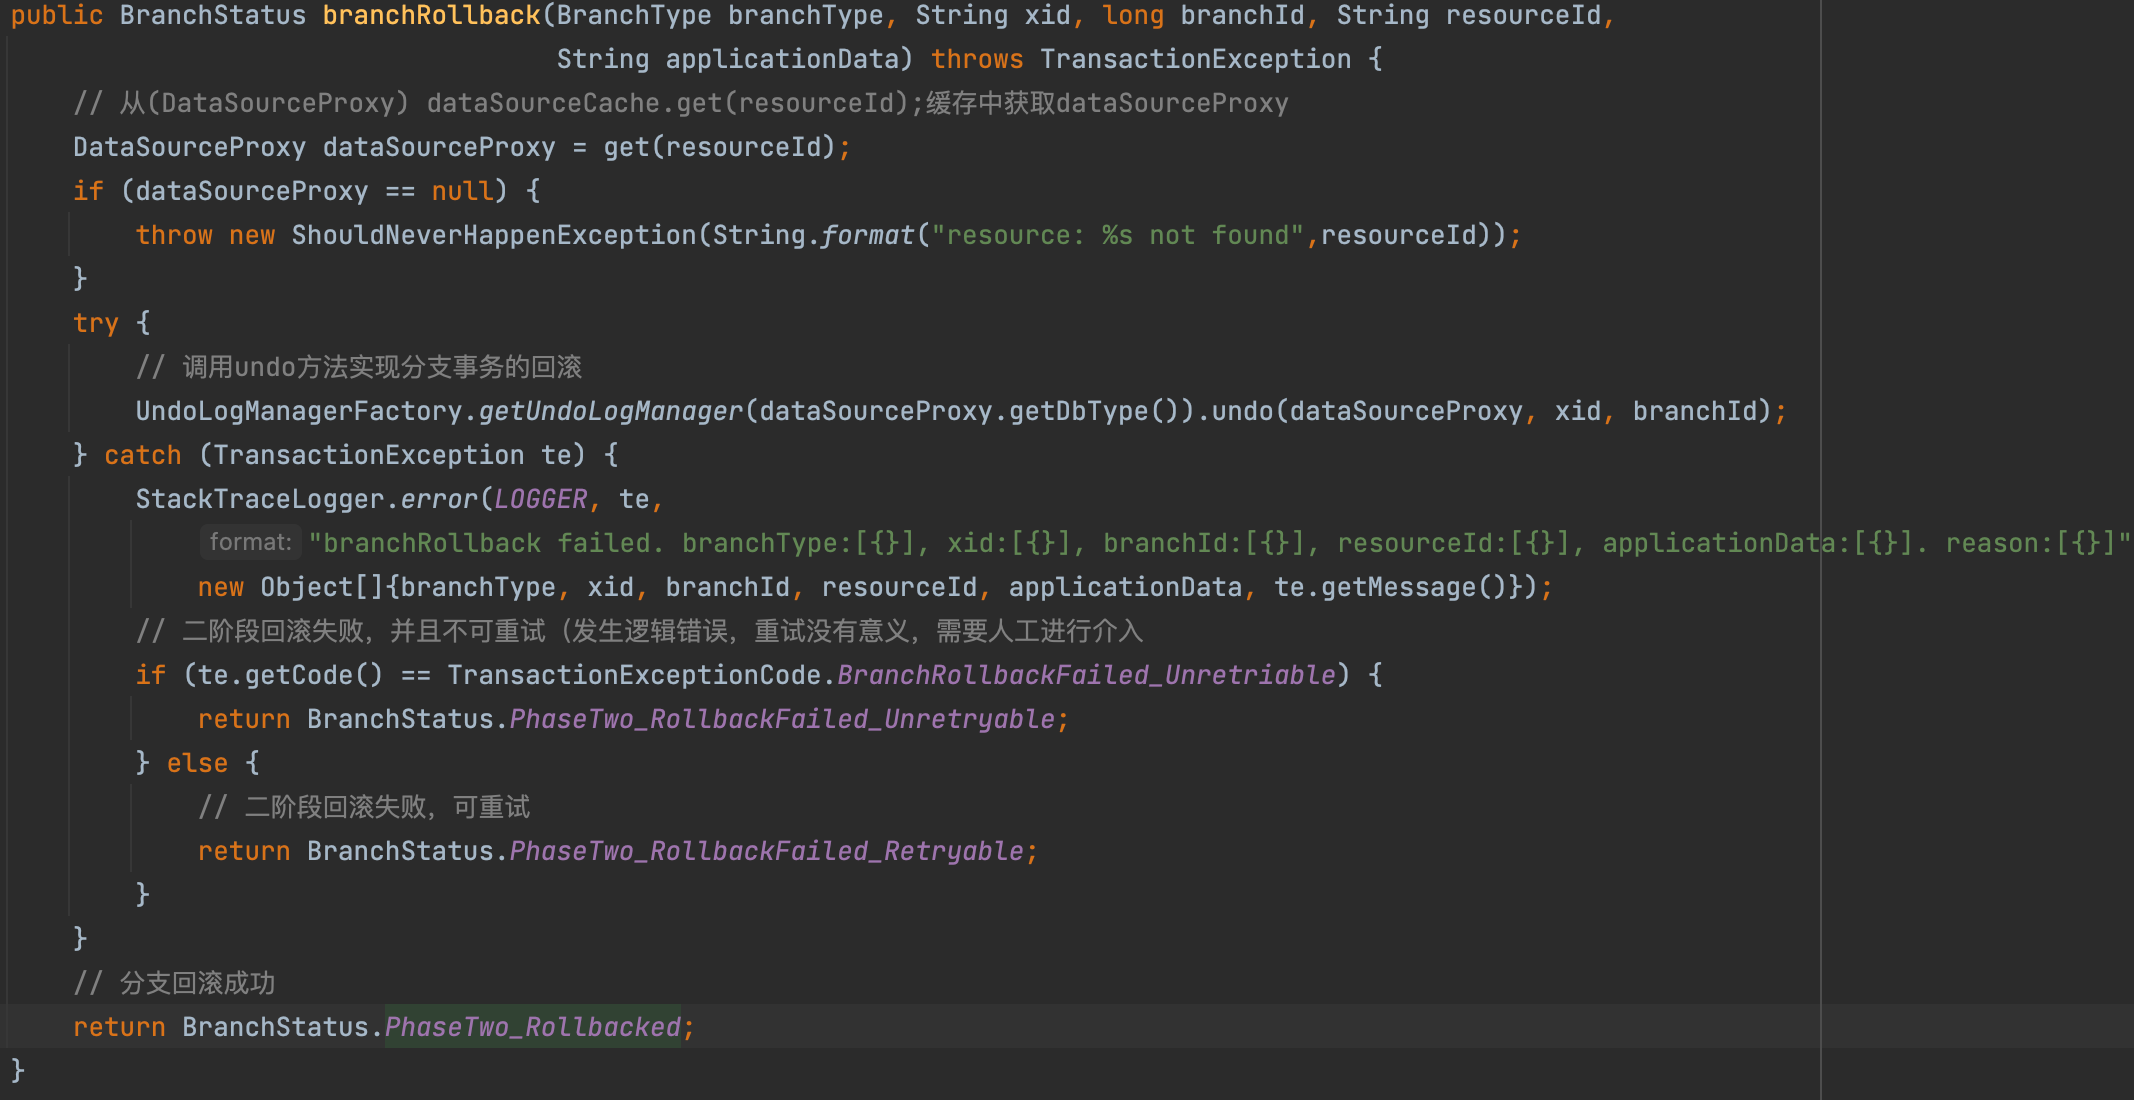 public BranchStatus branchRollback(BranchType branchType, String xid, long branchId, String resourceId,
String applicationData) throws TransactionException {
// 从(DataSourceProxy) dataSourceCache.get(resourceId);缓存中获取dataSourceProxy
DataSourceProxy dataSourceProxy = get(resourceId);
if (dataSourceProxy == null) {
throw new ShouldNeverHappenException(String.format("resource: %s not found",resourceId));
}
try {
// 调用undo方法实现分支事务的回滚
UndoLogManagerFactory.getUndoLogManager(dataSourceProxy.getDbType()).undo(dataSourceProxy, xid, branchId);
} catch (TransactionException te) {
StackTraceLogger.error(LOGGER, te,
format: "branchRollback failed. branchType:[{}], xid:[{}], branchId:[{}], resourceId:[{}], applicationData:[{}]. reason:[{}]"
new Object[]{branchType, xid, branchId, resourceId, applicationData, te.getMessage()});
// 二阶段回滚失败，并且不可重试（发生逻辑错误，重试没有意义，需要人工进行介入
if (te.getCode() == TransactionExceptionCode.BranchRollbackFailed_Unretriable) {
return BranchStatus.PhaseTwo_RollbackFailed_Unretryable;
} else {
// 二阶段回滚失败，可重试
return BranchStatus.PhaseTwo_RollbackFailed_Retryable;
}
}
// 分支回滚成功
return BranchStatus.PhaseTwo_Rollbacked;
}